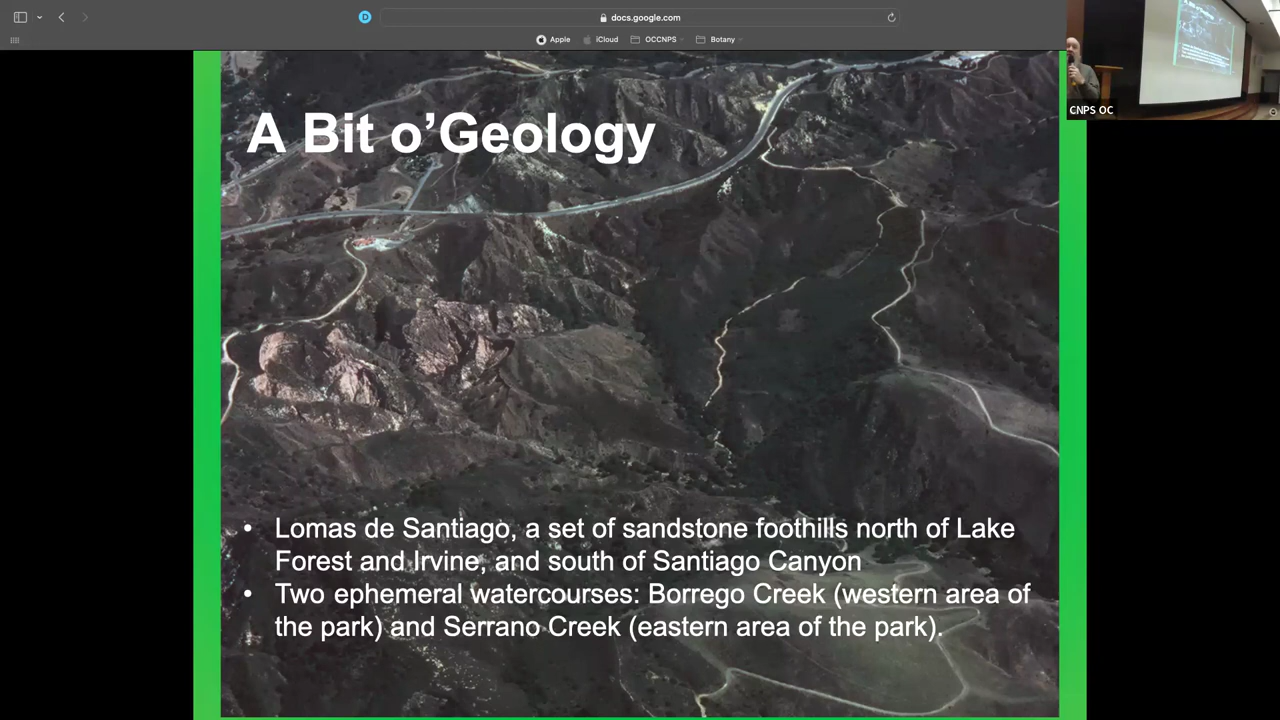 docs.google.com
Apple iCloud OCCNPS Botany
A Bit o'Geology
CNPS OC
• Lomas de Santiago, a set of sandstone foothills north of Lake
Forest and Irvine, and south of Santiago Canyon
• Two ephemeral watercourses: Borrego Creek (western area of
the park) and Serrano Creek (eastern area of the park).